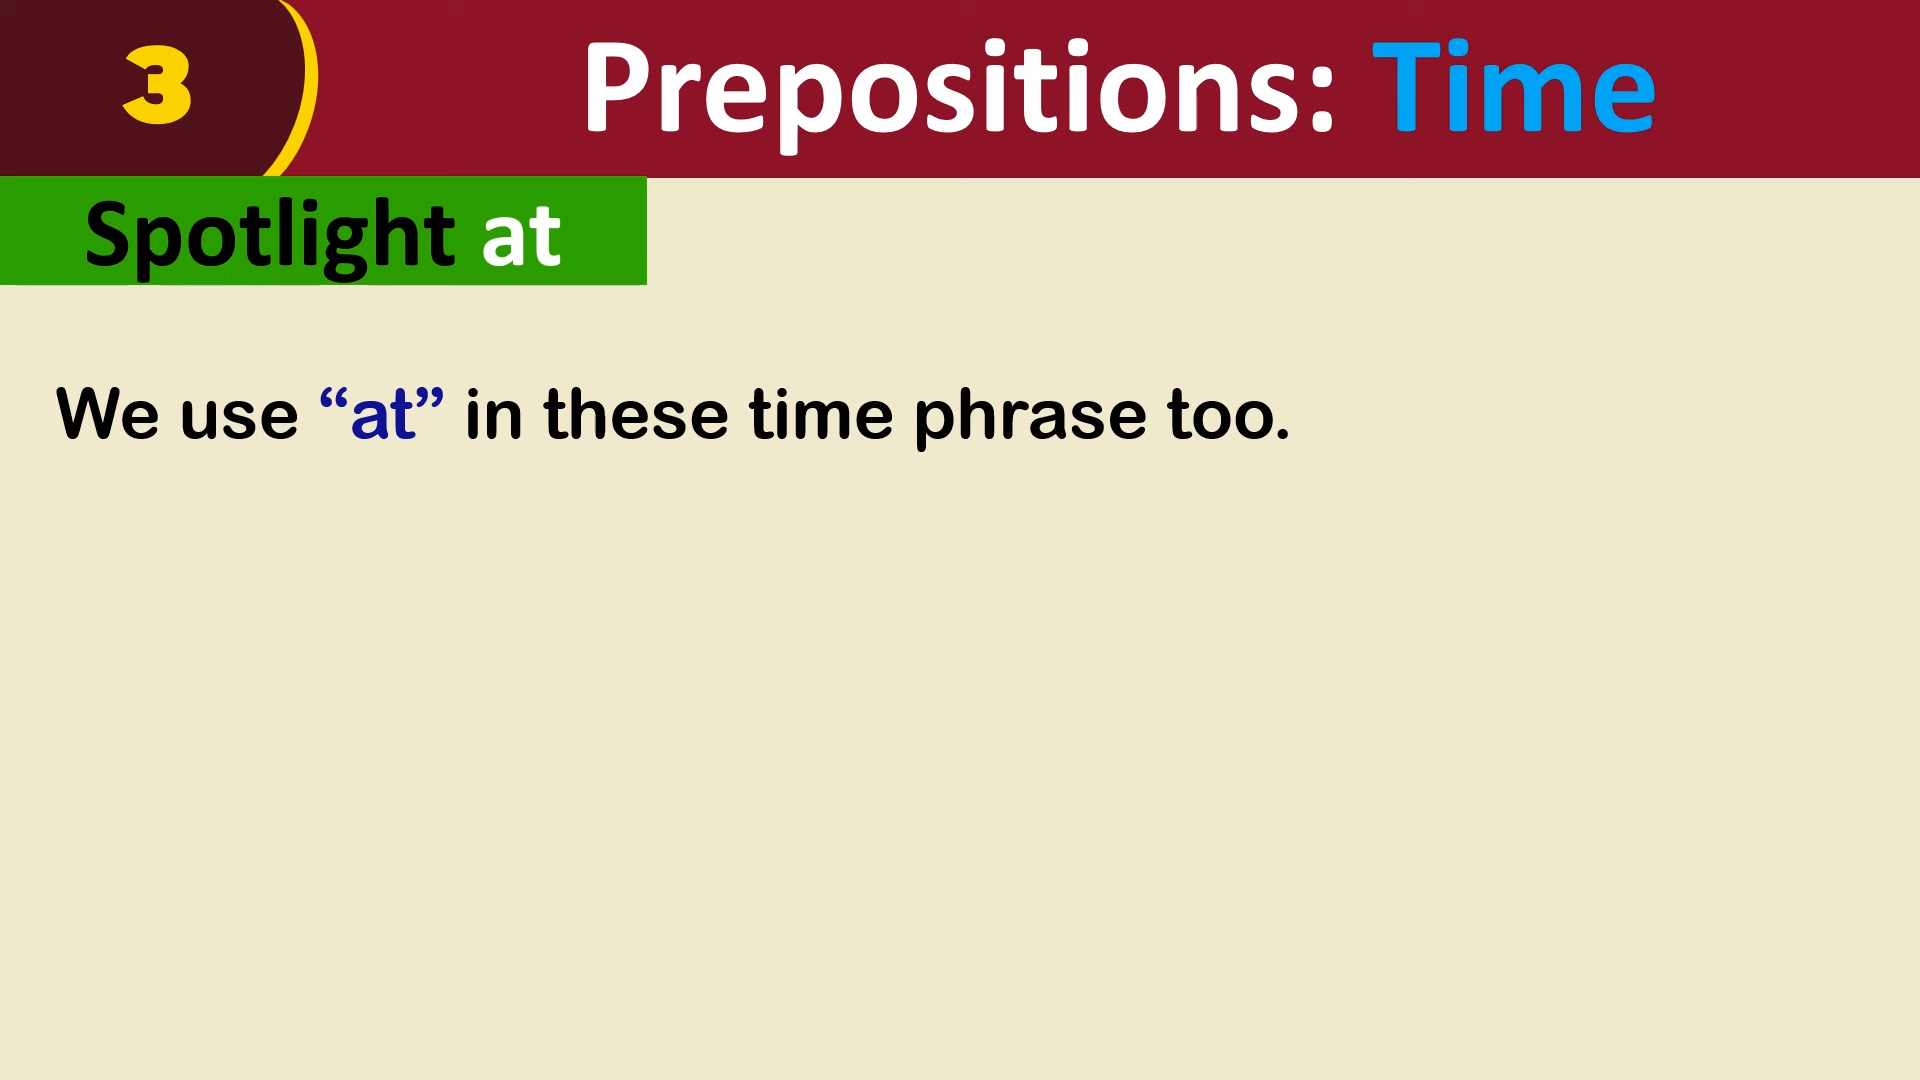 3
Prepositions: Time
Spotlight at
We use “at” in these time phrase too.